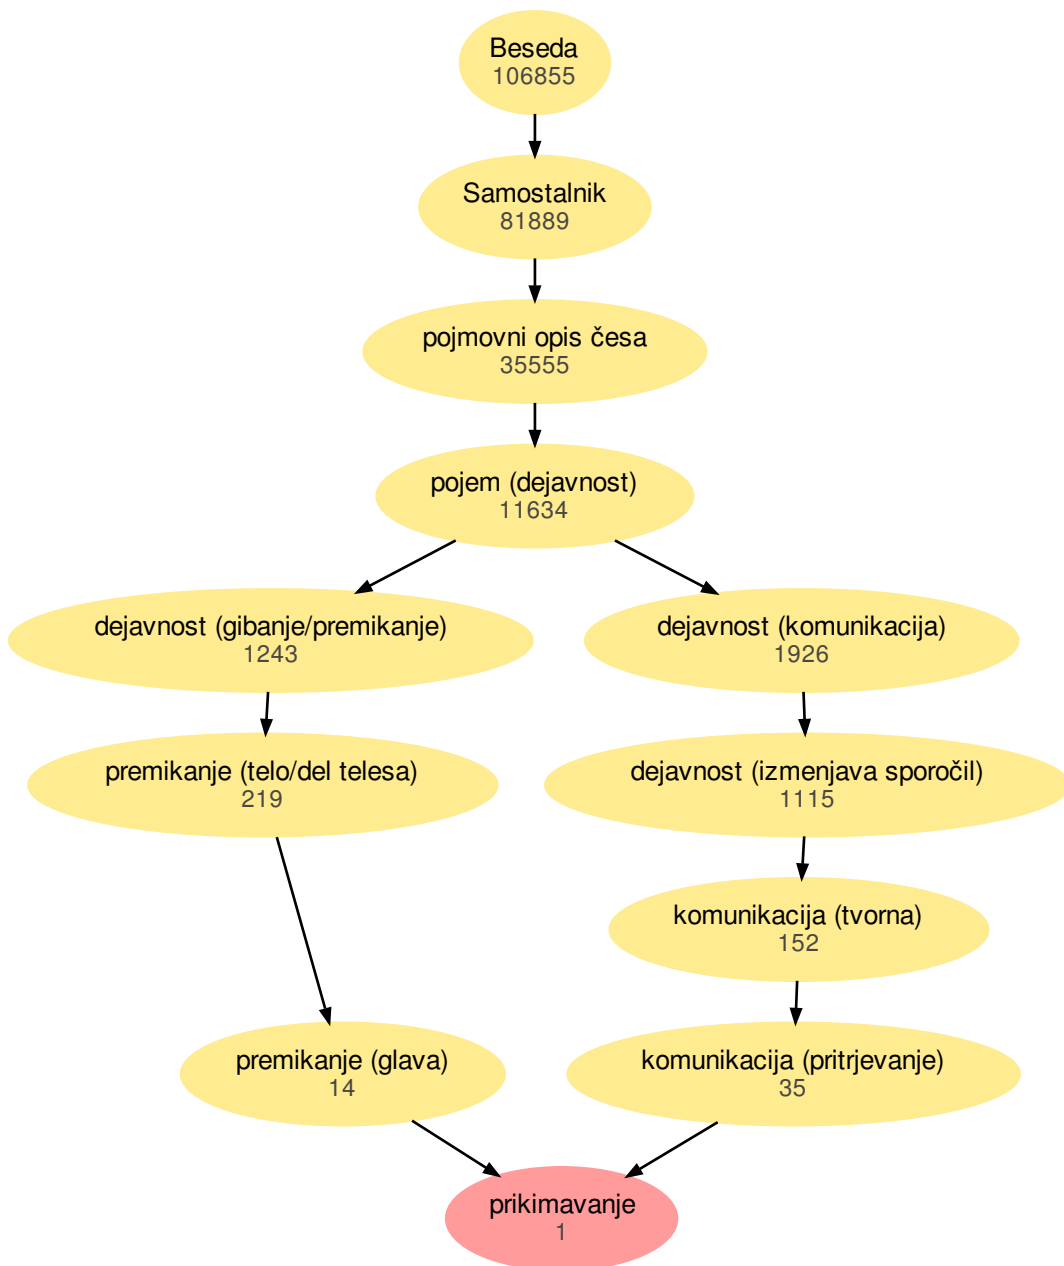 Beseda
106855
Samostalnik
81889
pojmovni opis česa
35555
pojem (dejavnost)
11634
dejavnost (gibanje/premikanje)
1243
dejavnost (komunikacija)
1926
premikanje (telo/del telesa)
219
dejavnost (izmenjava sporočil)
1115
komunikacija (tvorna)
152
premikanje (glava)
14
komunikacija (pritrjevanje)
35
prikimavanje
1